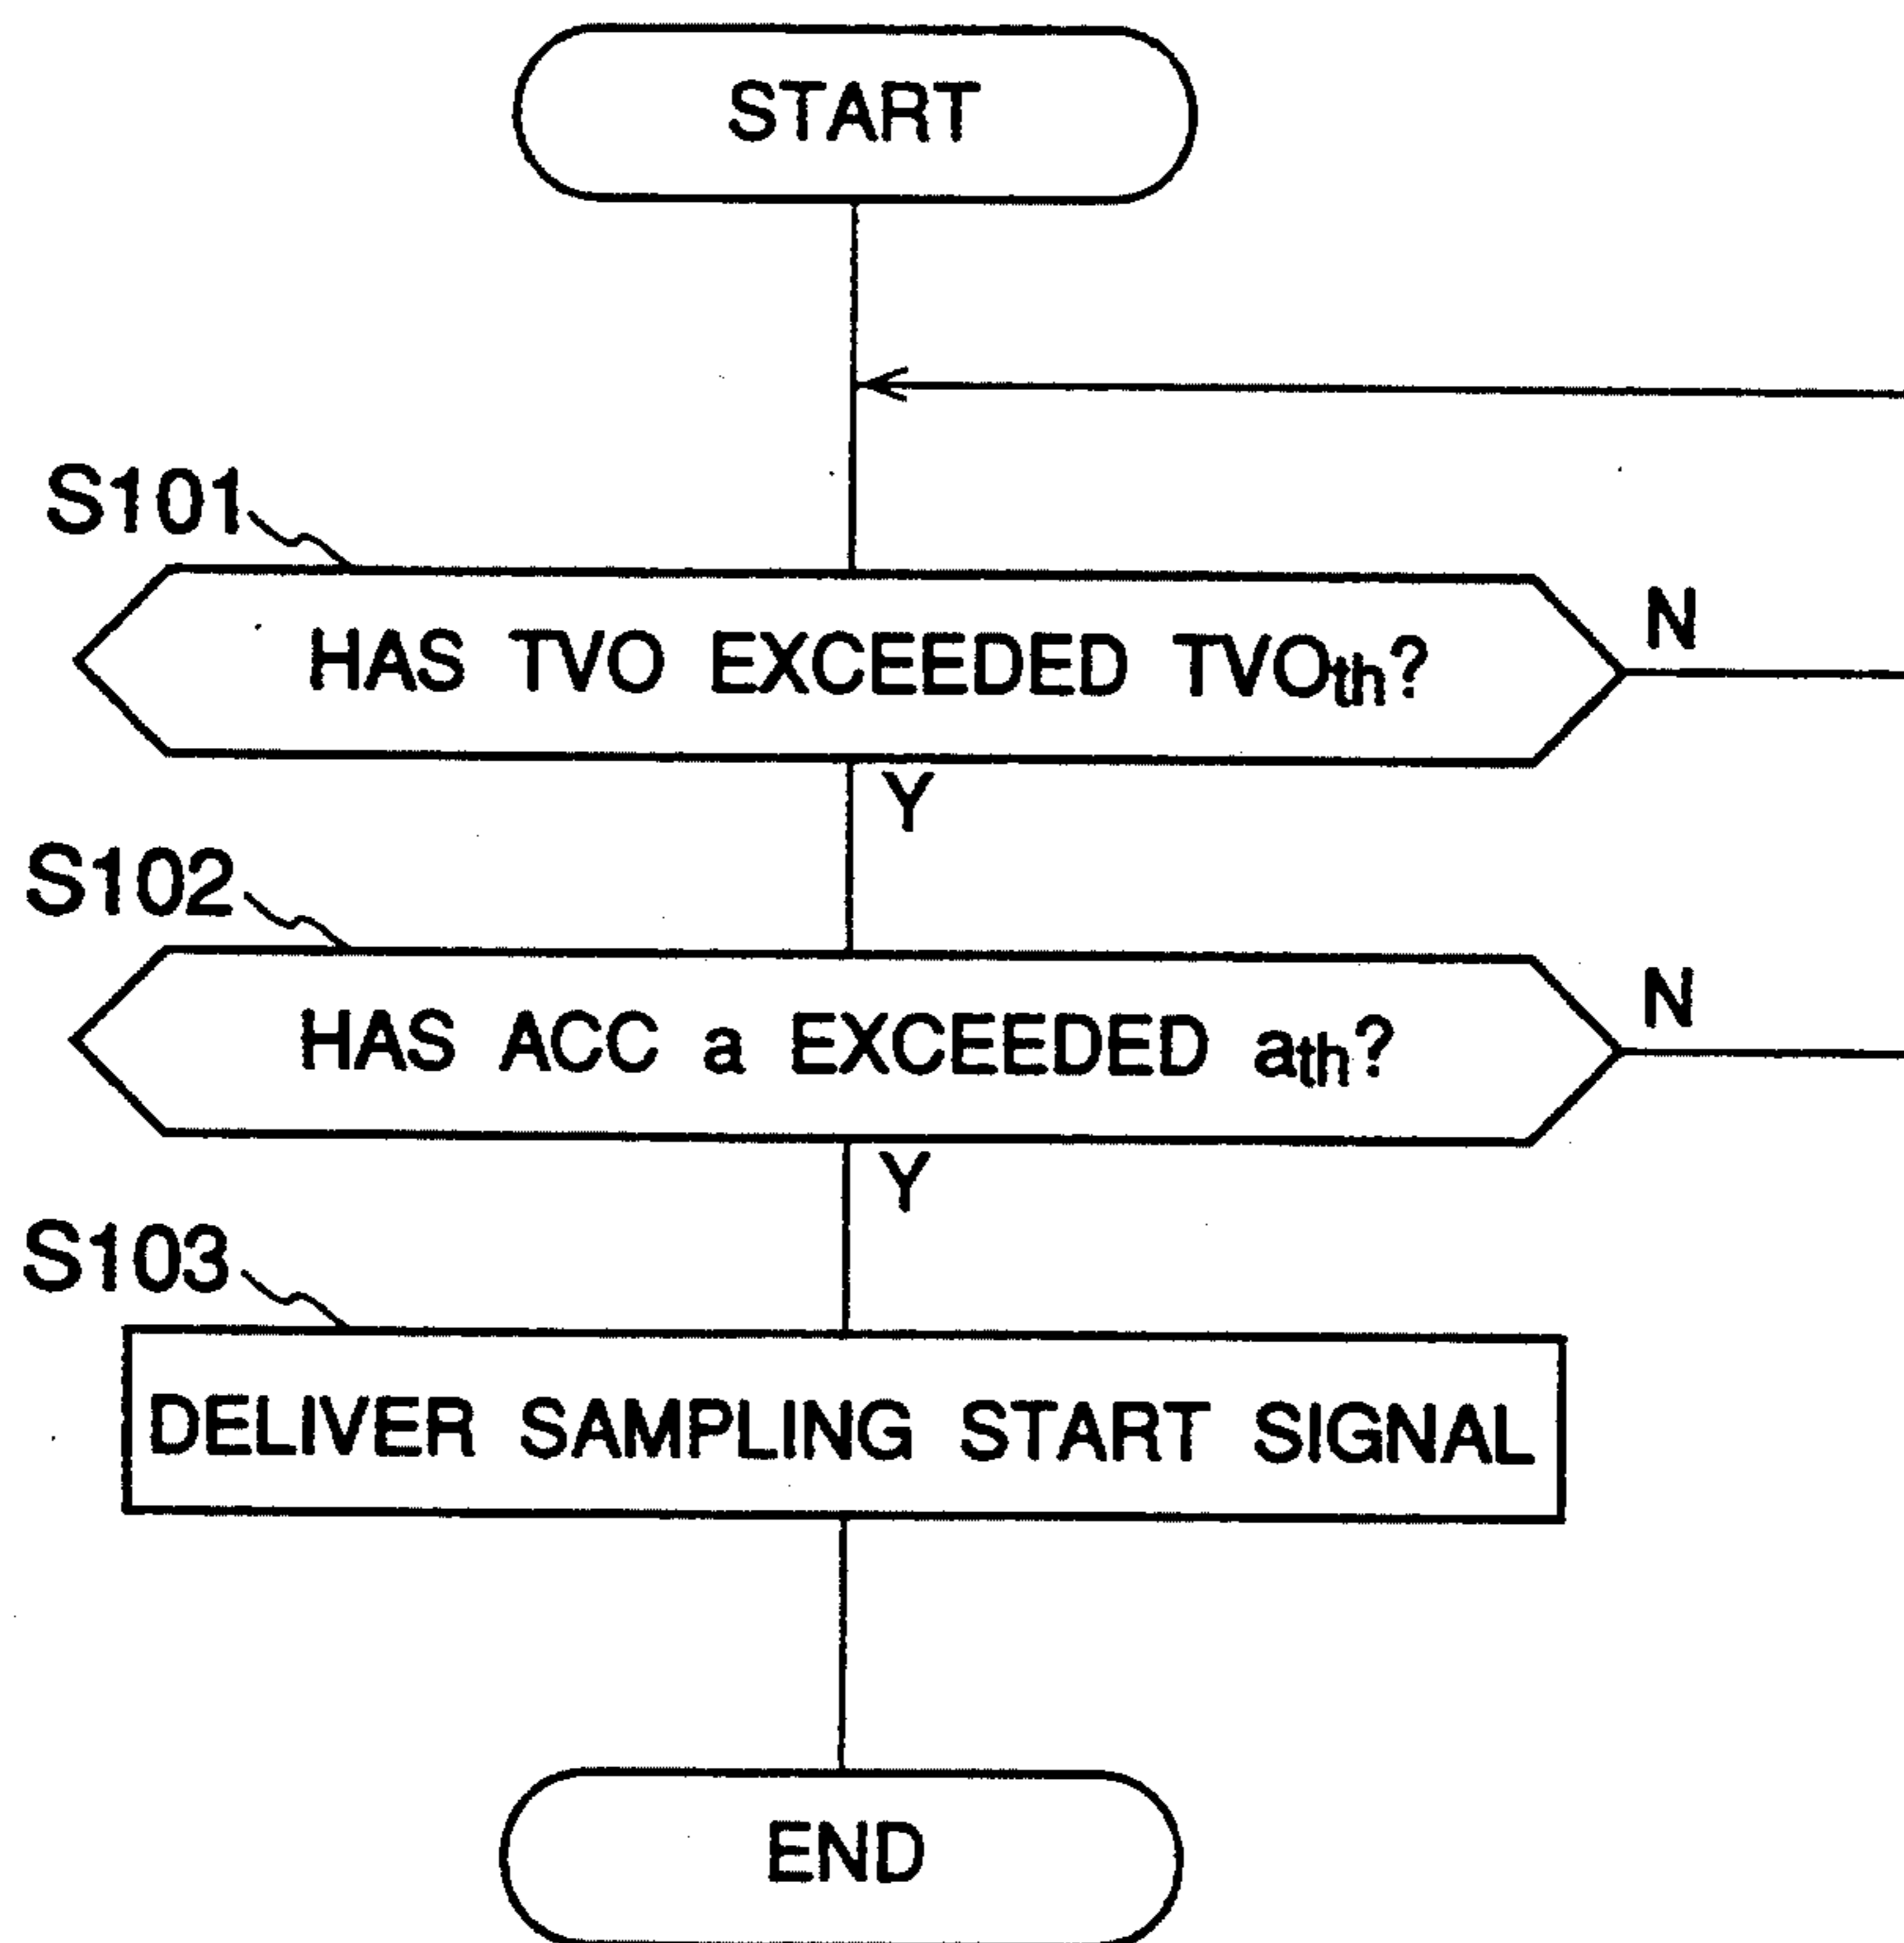 START
S101
HAS TVO EXCEEDED TVOth?
N
Y
S102
HAS ACC a EXCEEDED ath?
N
Y
S103
DELIVER SAMPLING START SIGNAL
END